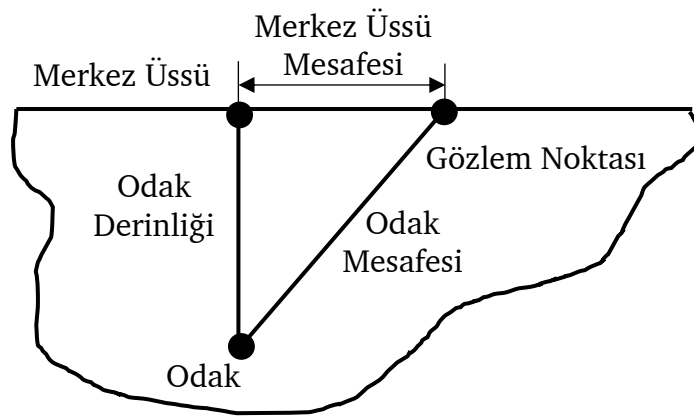 Merkez Üssü
Mesafesi
Merkez Üssü
Gözlem Noktası
Odak
Derinliği
Odak
Mesafesi
Odak